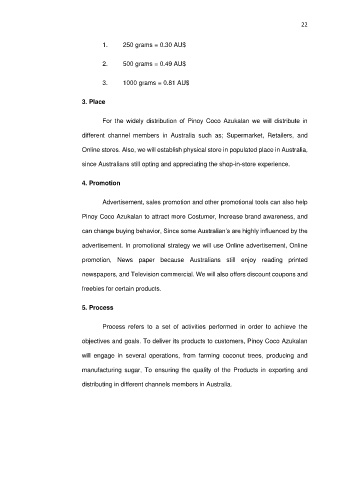 22
1. 250 grams = 0.30 AU$
2. 500 grams = 0.49 AU$
3. 1000 grams = 0.81 AU$
3. Place
For the widely distribution of Pinoy Coco Azukalan we will distribute in
different channel members in Australia such as; Supermarket, Retailers, and
Online stores. Also, we will establish physical store in populated place in Australia,
since Australians still opting and appreciating the shop-in-store experience.
4. Promotion
Advertisement, sales promotion and other promotional tools can also help
Pinoy Coco Azukalan to attract more Costumer, Increase brand awareness, and
can change buying behavior, Since some Australian's are highly influenced by the
advertisement. In promotional strategy we will use Online advertisement, Online
promotion, News paper because Australians still enjoy reading printed
newspapers, and Television commercial. We will also offers discount coupons and
freebies for certain products.
5. Process
Process refers to a set of activities performed in order to achieve the
objectives and goals. To deliver its products to customers, Pinoy Coco Azukalan
will engage in several operations, from farming coconut trees, producing and
manufacturing sugar, To ensuring the quality of the Products in exporting and
distributing in different channels members in Australia.